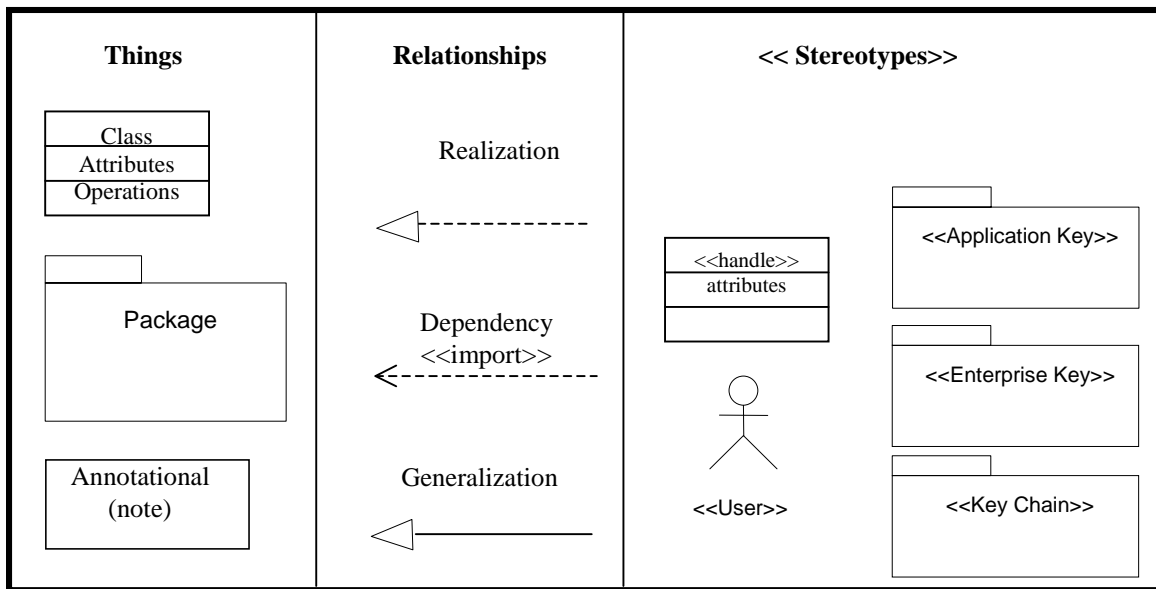 Things
Class
Attributes
Operations
Package
Annotational
(note)
Relationships
Realization
Dependency
<<import>>
Generalization
<< Stereotypes>>
<<handle>>
attributes
<<User>>
<<Application Key>>
<<Enterprise Key>>
<<Key Chain>>